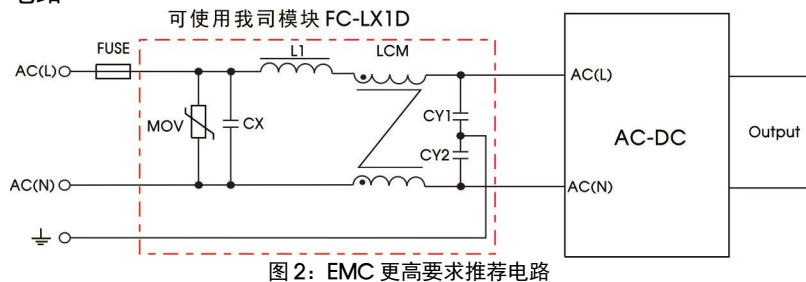 可使用我司模块 FC-LX1D
FUSE
L1
LCM
AC(L)
AC(L)
MOV
CX
CY1
CY2
AC-DC
Output
AC(N)
AC(N)
图 2：EMC 更高要求推荐电路